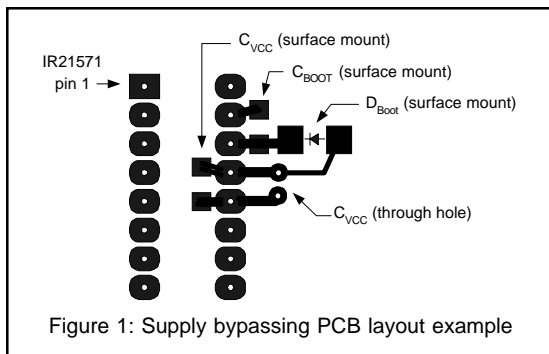 C_VCC (surface mount)
IR21571
pin 1
C_BOOT (surface mount)
D_Boot (surface mount)
C_VCC (through hole)
Figure 1: Supply bypassing PCB layout example